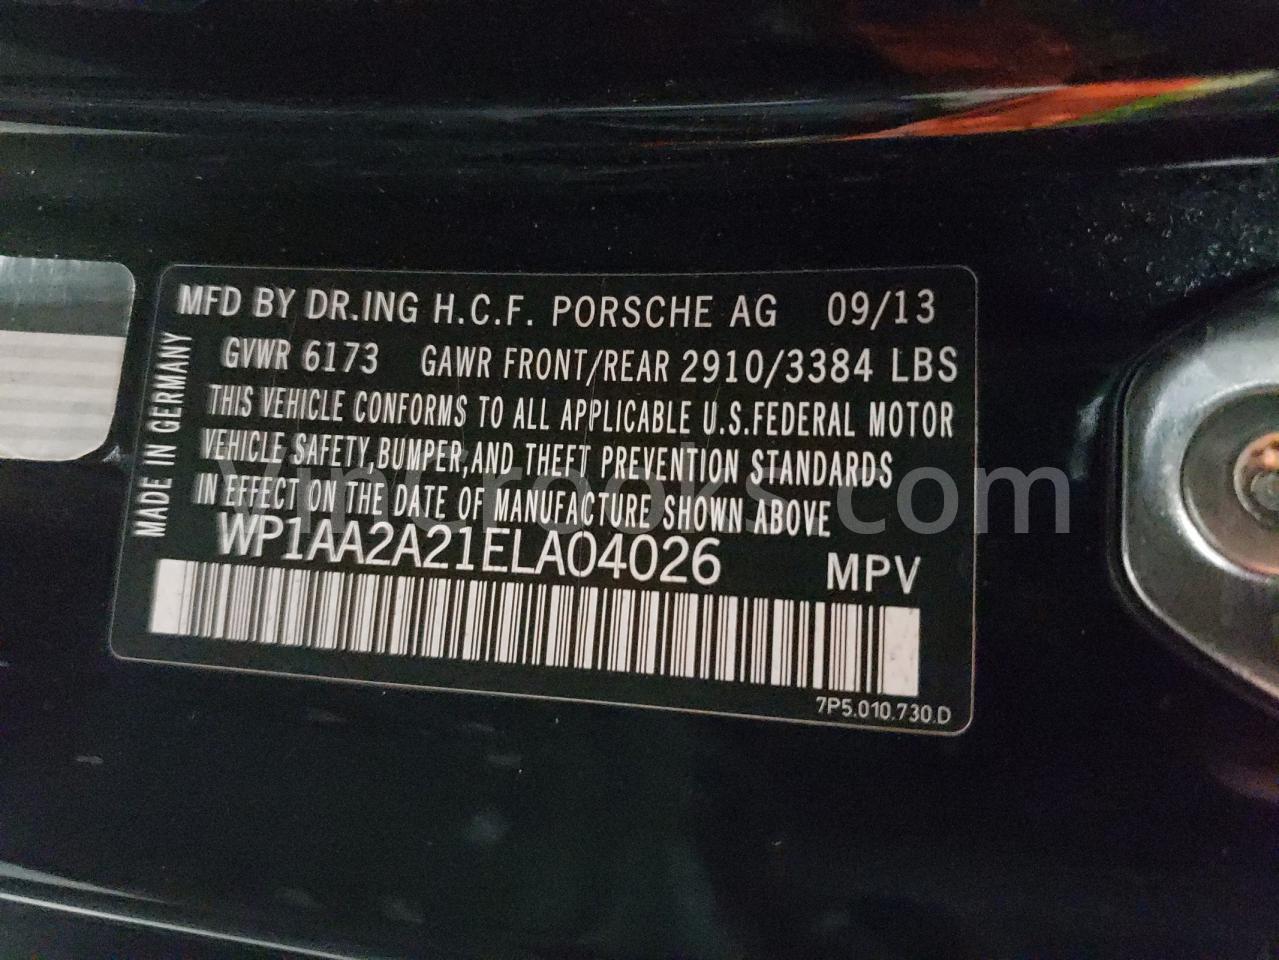 MFD BY DR.ING H.C.F. PORSCHE AG 09/13
GVWR 6173 GAWR FRONT/REAR 2910/3384 LBS
THIS VEHICLE CONFORMS TO ALL APPLICABLE U.S.FEDERAL MOTOR
VEHICLE SAFETY,BUMPER,AND THEFT PREVENTION STANDARDS
IN EFFECT ON THE DATE OF MANUFACTURE SHOWN ABOVE
WP1AA2A21ELA04026 MPV
7P5.010.730.D
MADE IN GERMANY
VinCrooks.com